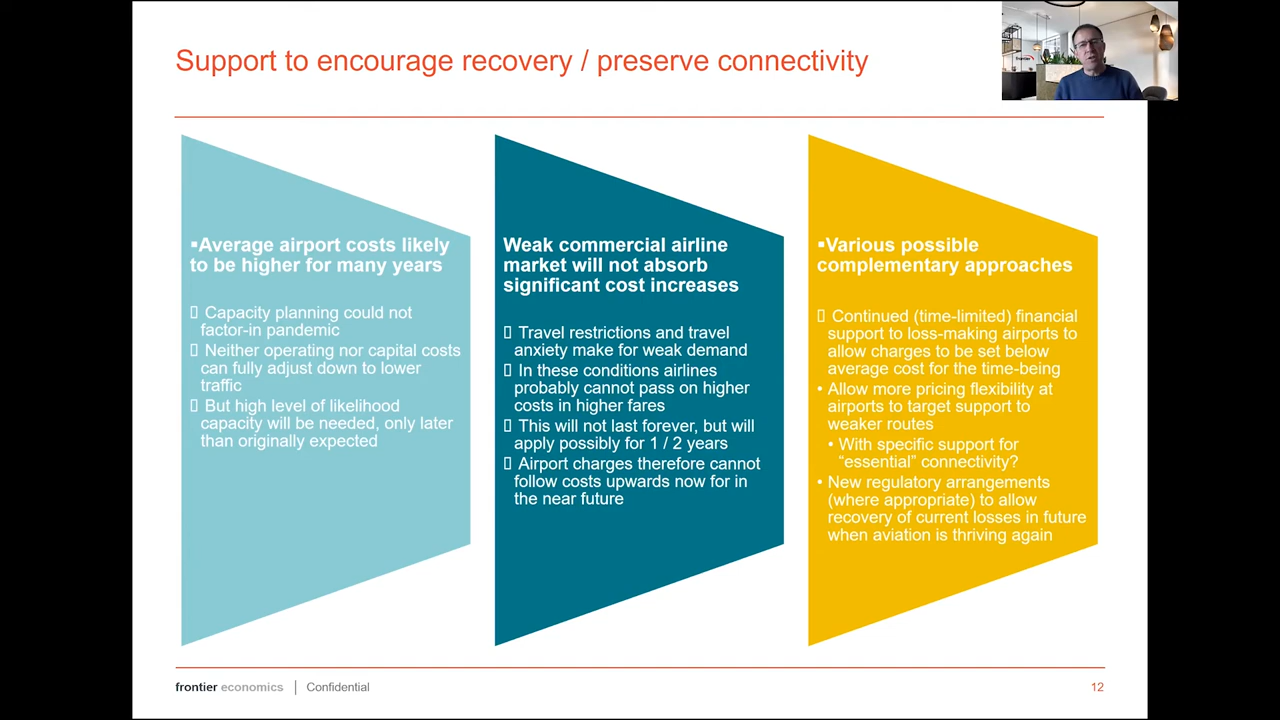 Support to encourage recovery / preserve connectivity
▪Average airport costs likely
to be higher for many years
▯ Capacity planning could not
factor-in pandemic
▯ Neither operating nor capital costs
can fully adjust down to lower
traffic
▯ But high level of likelihood
capacity will be needed, only later
than originally expected
Weak commercial airline
market will not absorb
significant cost increases
▯ Travel restrictions and travel
anxiety make for weak demand
▯ In these conditions airlines
probably cannot pass on higher
costs in higher fares
▯ This will not last forever, but will
apply possibly for 1 / 2 years
▯ Airport charges therefore cannot
follow costs upwards now for in
the near future
▪Various possible
complementary approaches
▯ Continued (time-limited) financial
support to loss-making airports to
allow charges to be set below
average cost for the time-being
• Allow more pricing flexibility at
airports to target support to
weaker routes
• With specific support for
“essential” connectivity?
• New regulatory arrangements
(where appropriate) to allow
recovery of current losses in future
when aviation is thriving again
frontier economics | Confidential
12